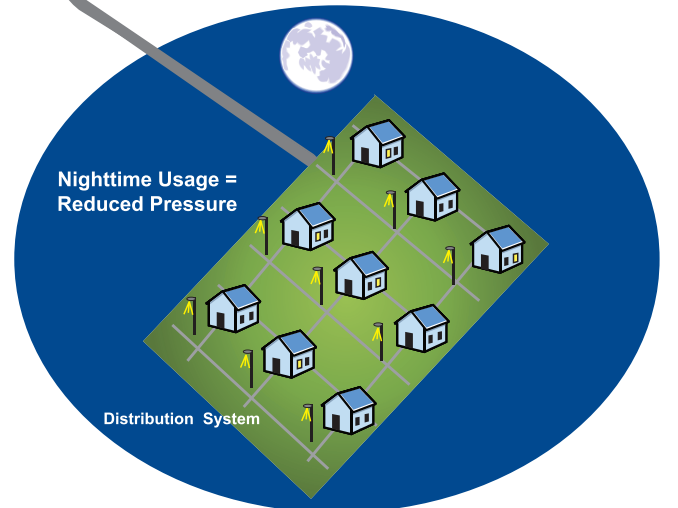 Nighttime Usage =
Reduced Pressure
Distribution System